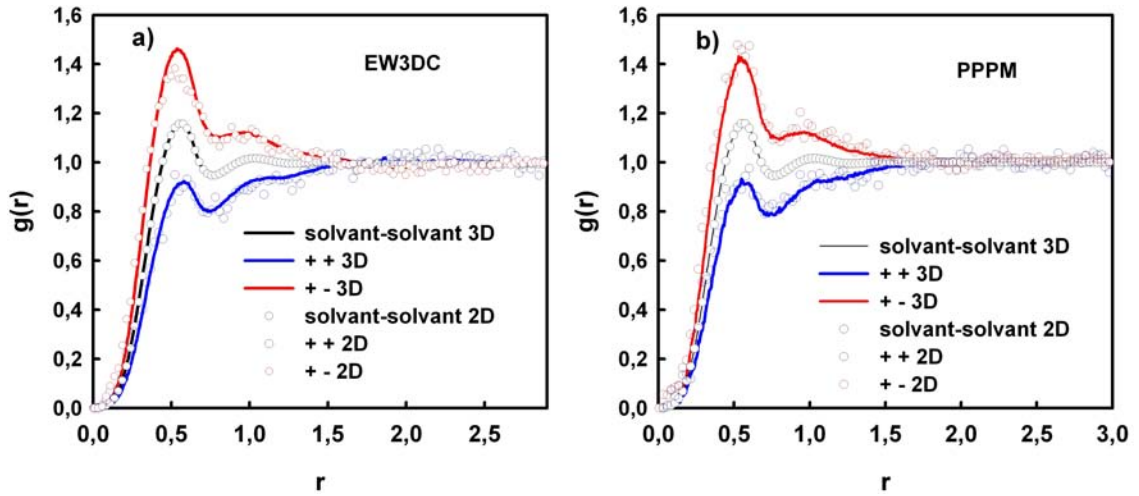 a)
EW3DC
g(r)
1,6
1,4
1,2
1,0
0,8
0,6
0,4
0,2
0,0
solvant-solvant 3D
+ + 3D
+ - 3D
solvant-solvant 2D
+ + 2D
+ - 2D
0,0 0,5 1,0 1,5 2,0 2,5
r
b)
PPPM
g(r)
1,6
1,4
1,2
1,0
0,8
0,6
0,4
0,2
0,0
solvant-solvant 3D
+ + 3D
+ - 3D
solvant-solvant 2D
+ + 2D
+ - 2D
0,0 0,5 1,0 1,5 2,0 2,5 3,0
r